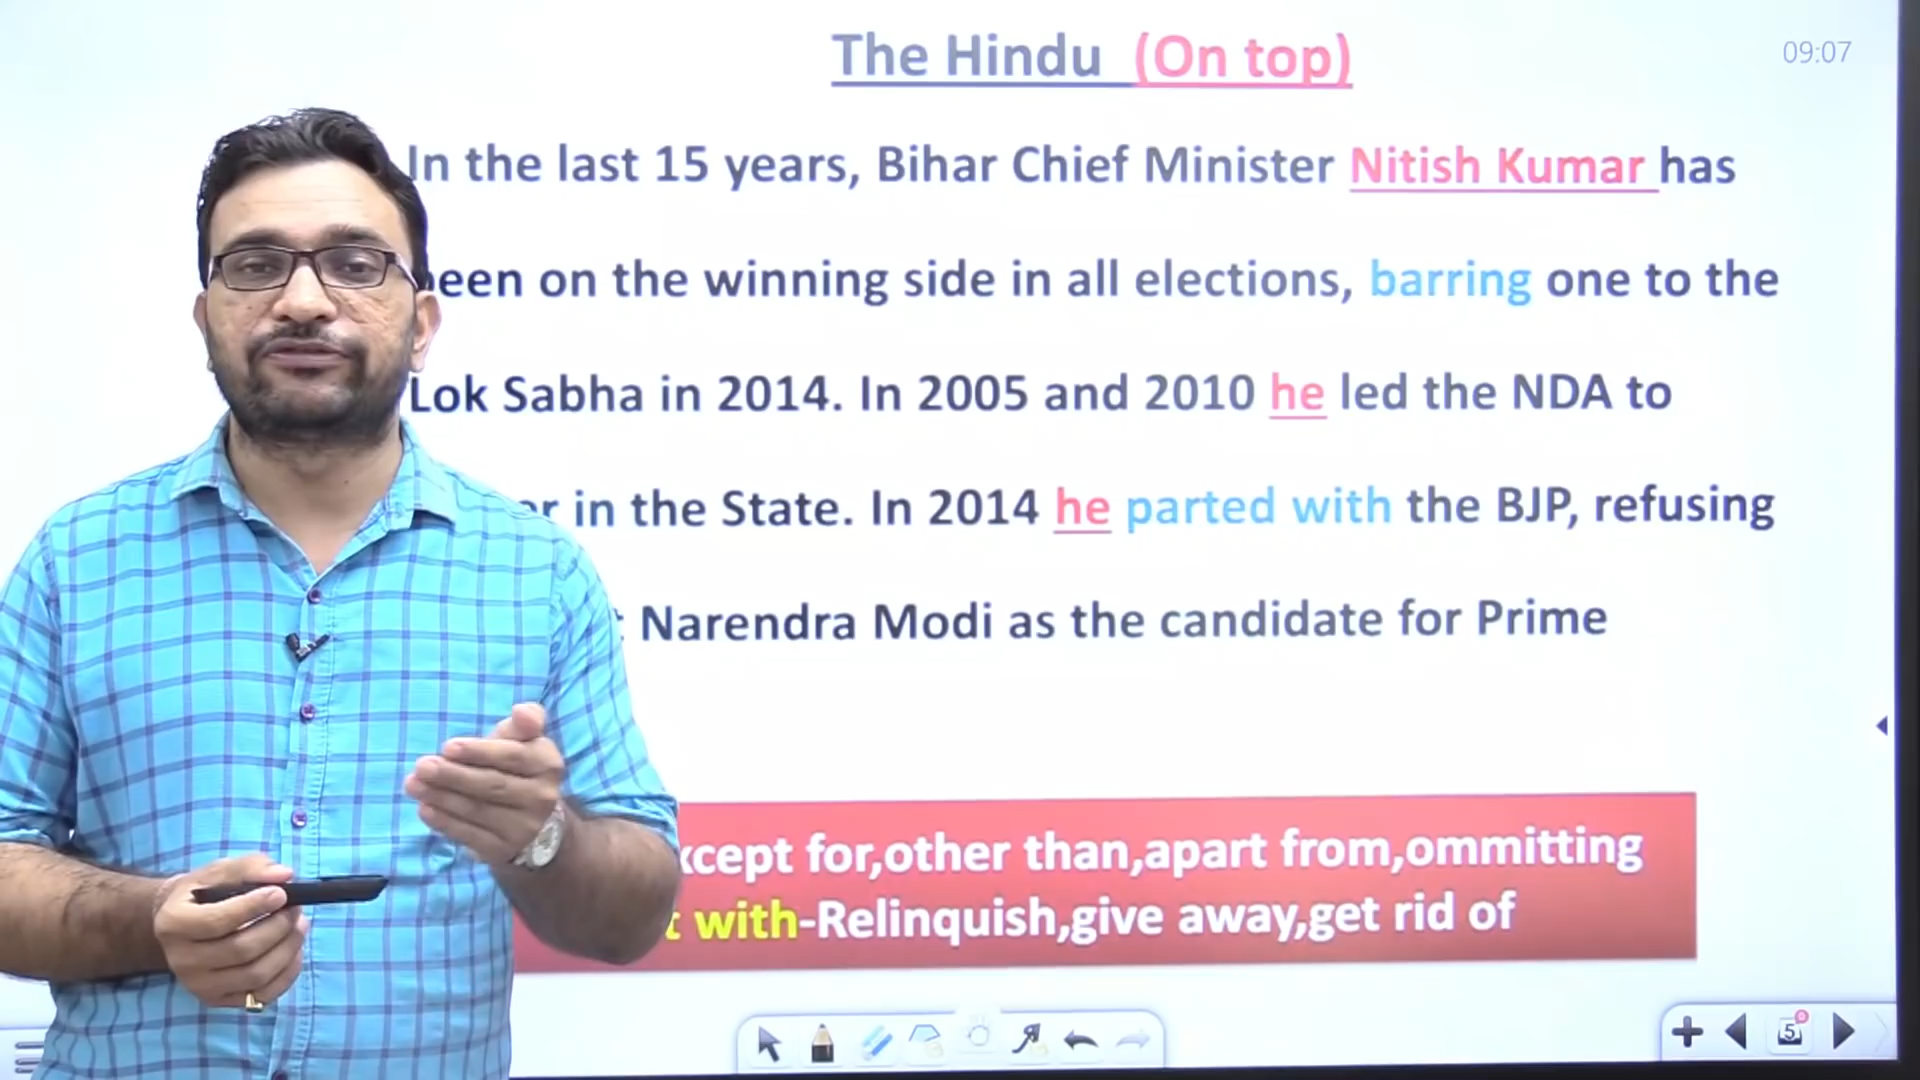 The Hindu (On top)
09:07
In the last 15 years, Bihar Chief Minister Nitish Kumar has
been on the winning side in all elections, barring one to the
Lok Sabha in 2014. In 2005 and 2010 he led the NDA to
in the State. In 2014 he parted with the BJP, refusing
Narendra Modi as the candidate for Prime
xcept for,other than,apart from,ommitting
t with-Relinquish,give away,get rid of
5